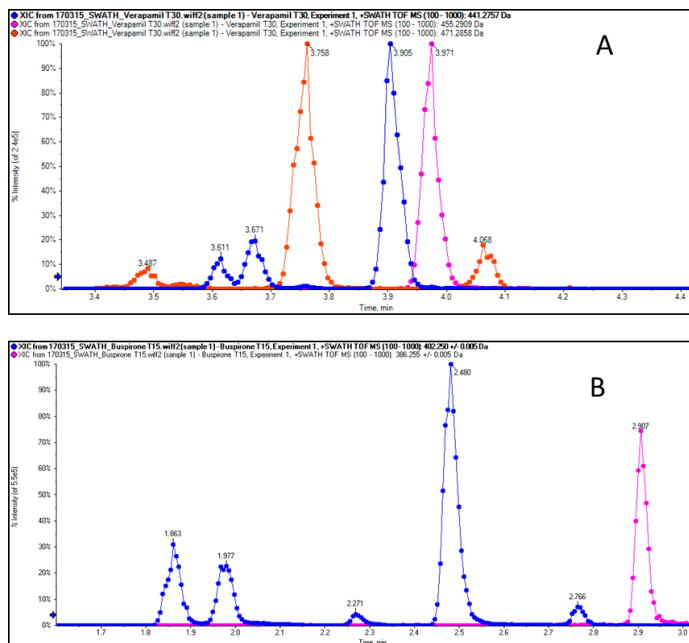 XIC from 170315_SWATH_Verapamil T30.wiff2 (sample 1) - Verapamil T30, Experiment 1, +SWATH TOF MS (100 - 1000): 441.2757 Da
XIC from 170315_SWATH_Verapamil T30.wiff2 (sample 1) - Verapamil T30, Experiment 1, +SWATH TOF MS (100 - 1000): 455.2909 Da
XIC from 170315_SWATH_Verapamil T30.wiff2 (sample 1) - Verapamil T30, Experiment 1, +SWATH TOF MS (100 - 1000): 471.2858 Da
A
100%
90%
80%
70%
60%
50%
40%
30%
20%
10%
0%
% Intensity (of 2.4e5)
3.487
3.611
3.671
3.758
3.905
3.971
4.068
3.4 3.5 3.6 3.7 3.8 3.9 4.0 4.1 4.2 4.3 4.4
Time, min
XIC from 170315_SWATH_Buspirone T15.wiff2 (sample 1) - Buspirone T15, Experiment 1, +SWATH TOF MS (100 - 1000): 402.250 +/- 0.005 Da
XIC from 170315_SWATH_Buspirone T15.wiff2 (sample 1) - Buspirone T15, Experiment 1, +SWATH TOF MS (100 - 1000): 386.255 +/- 0.005 Da
B
100%
90%
80%
70%
60%
50%
40%
30%
20%
10%
0%
% Intensity (of 5.5e5)
1.863
1.977
2.271
2.480
2.766
2.907
1.7 1.8 1.9 2.0 2.1 2.2 2.3 2.4 2.5 2.6 2.7 2.8 2.9 3.0
Time, min